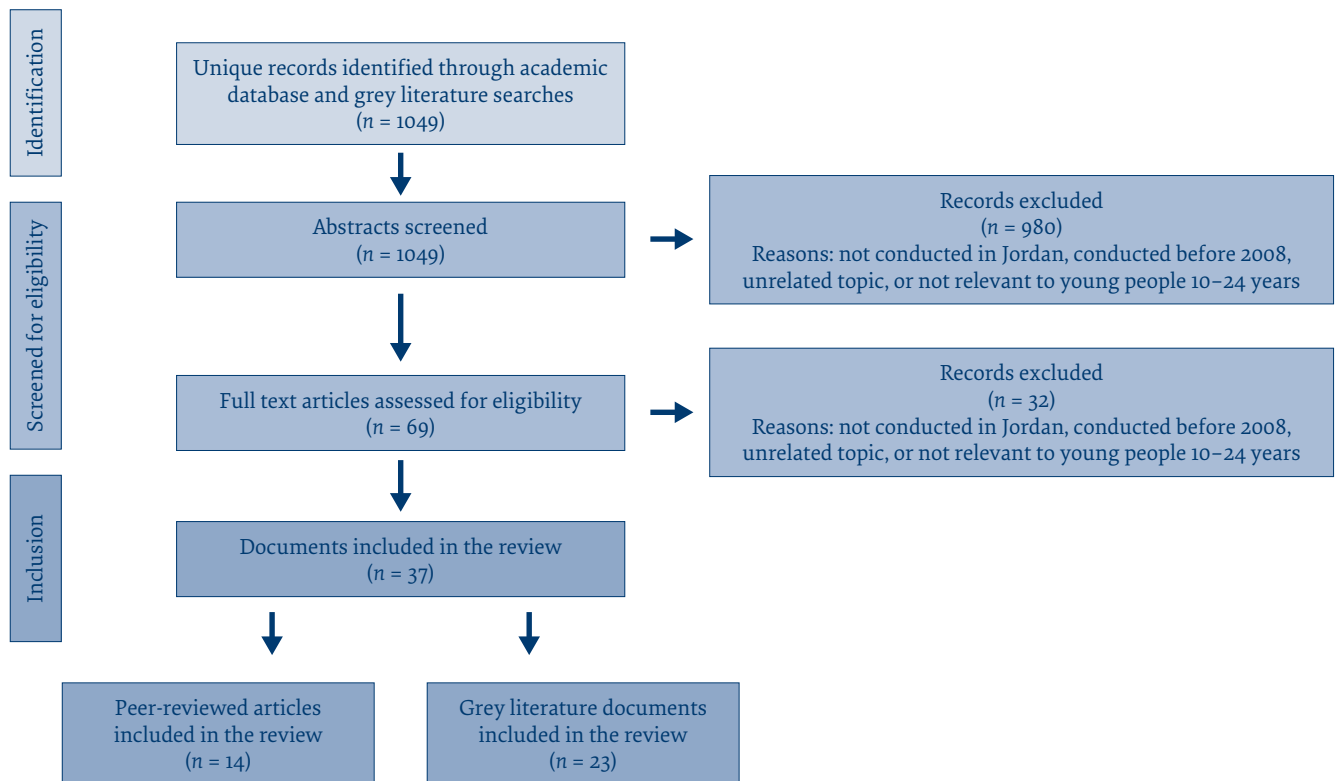 Identification
Unique records identified through academic
database and grey literature searches
(n = 1049)
Screened for eligibility
Abstracts screened
(n = 1049)
Records excluded
(n = 980)
Reasons: not conducted in Jordan, conducted before 2008,
unrelated topic, or not relevant to young people 10–24 years
Full text articles assessed for eligibility
(n = 69)
Records excluded
(n = 32)
Reasons: not conducted in Jordan, conducted before 2008,
unrelated topic, or not relevant to young people 10–24 years
Inclusion
Documents included in the review
(n = 37)
Peer-reviewed articles
included in the review
(n = 14)
Grey literature documents
included in the review
(n = 23)